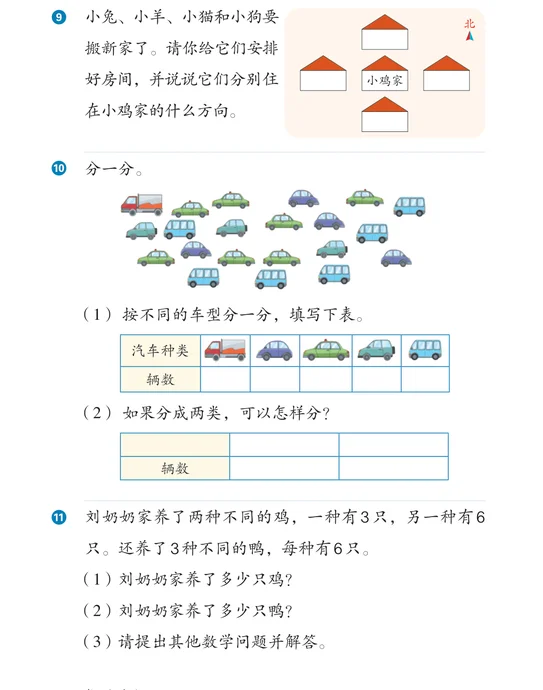 9 小兔、小羊、小猫和小狗要
搬新家了。请你给它们安排
好房间，并说说它们分别住
在小鸡家的什么方向。
北
小鸡家
10 分一分。
（1）按不同的车型分一分，填写下表。
汽车种类
辆数
（2）如果分成两类，可以怎样分？
辆数
11 刘奶奶家养了两种不同的鸡，一种有3只，另一种有6
只。还养了3种不同的鸭，每种有6只。
（1）刘奶奶家养了多少只鸡？
（2）刘奶奶家养了多少只鸭？
（3）请提出其他数学问题并解答。